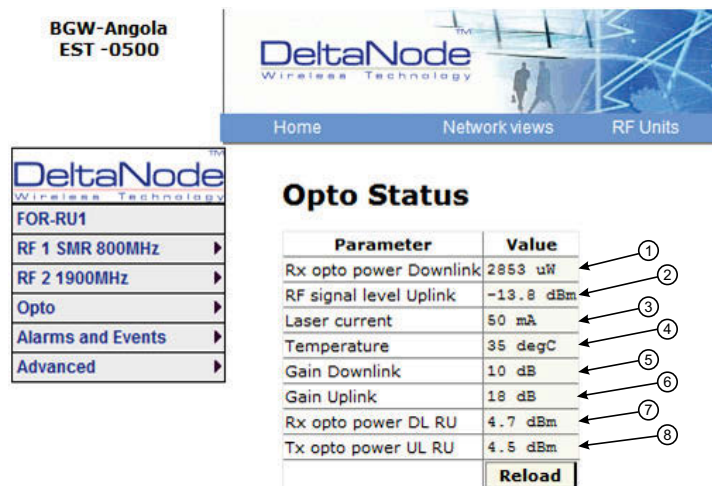 BGW-Angola
EST -0500
DeltaNode TM
Wireless Technology
Home Network views RF Units
DeltaNode TM
Wireless Technology
FOR-RU1
RF 1 SMR 800MHz
RF 2 1900MHz
Opto
Alarms and Events
Advanced
Opto Status
Parameter Value
Rx opto power Downlink 2853 uW 1
RF signal level Uplink -13.8 dBm 2
Laser current 50 mA 3
Temperature 35 degC 4
Gain Downlink 10 dB 5
Gain Uplink 18 dB 6
Rx opto power DL RU 4.7 dBm 7
Tx opto power UL RU 4.5 dBm 8
Reload